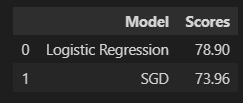 Model Scores
0 Logistic Regression 78.90
1 SGD 73.96